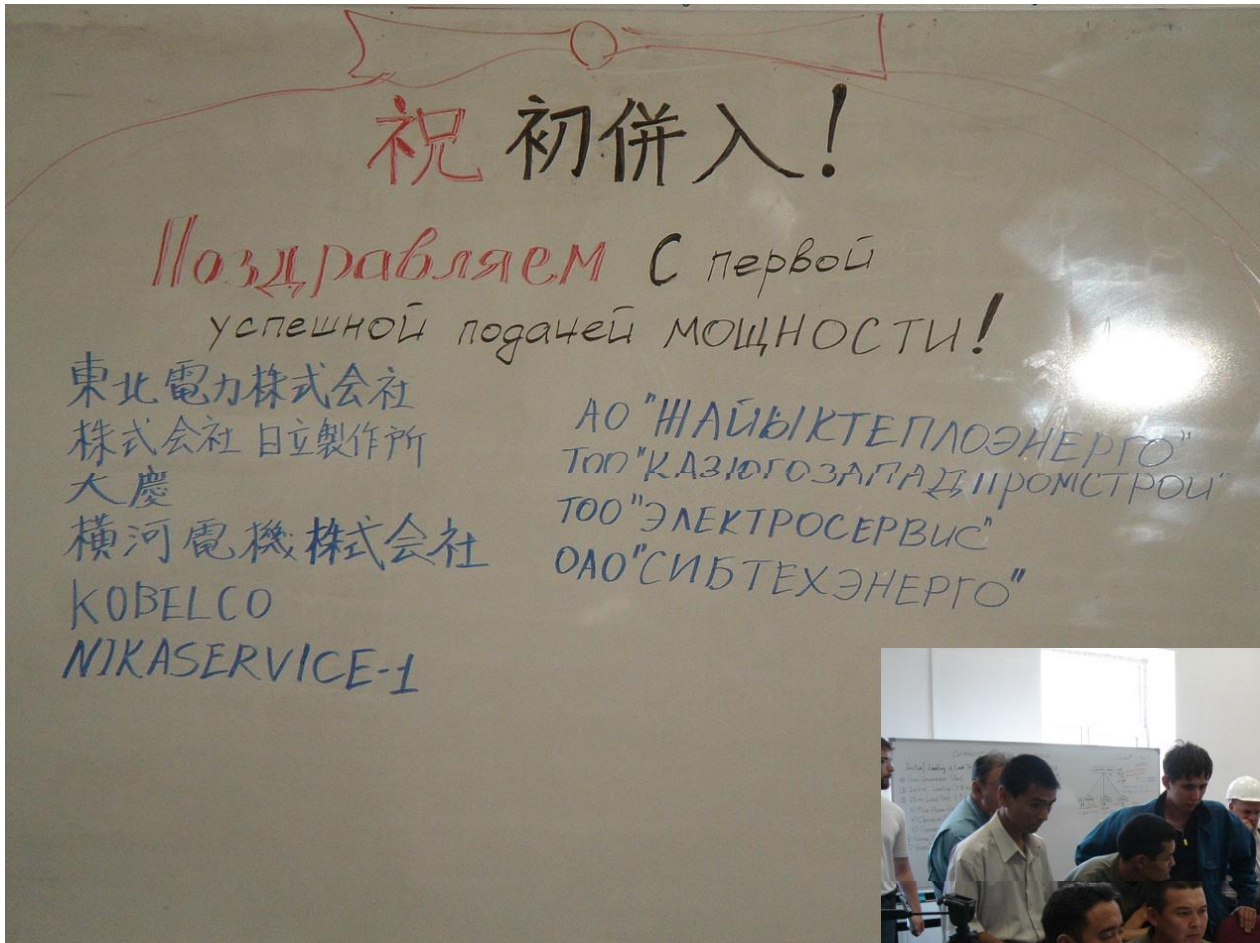 祝 初併入!
Поздравляем с первой
успешной подачей МОЩНОСТИ!
東北電力株式会社
株式会社 日立製作所
大慶
横河電機株式会社
KOBELCO
NIKASERVICE-1
АО "ЖАЙЫКТЕПЛОЭНЕРГО"
ТОП "КАЗЮГОЗАПАДПРОМСТРОЙ"
ТОО "ЭЛЕКТРОСЕРВИС"
ОАО "СИБТЕХЭНЕРГО"